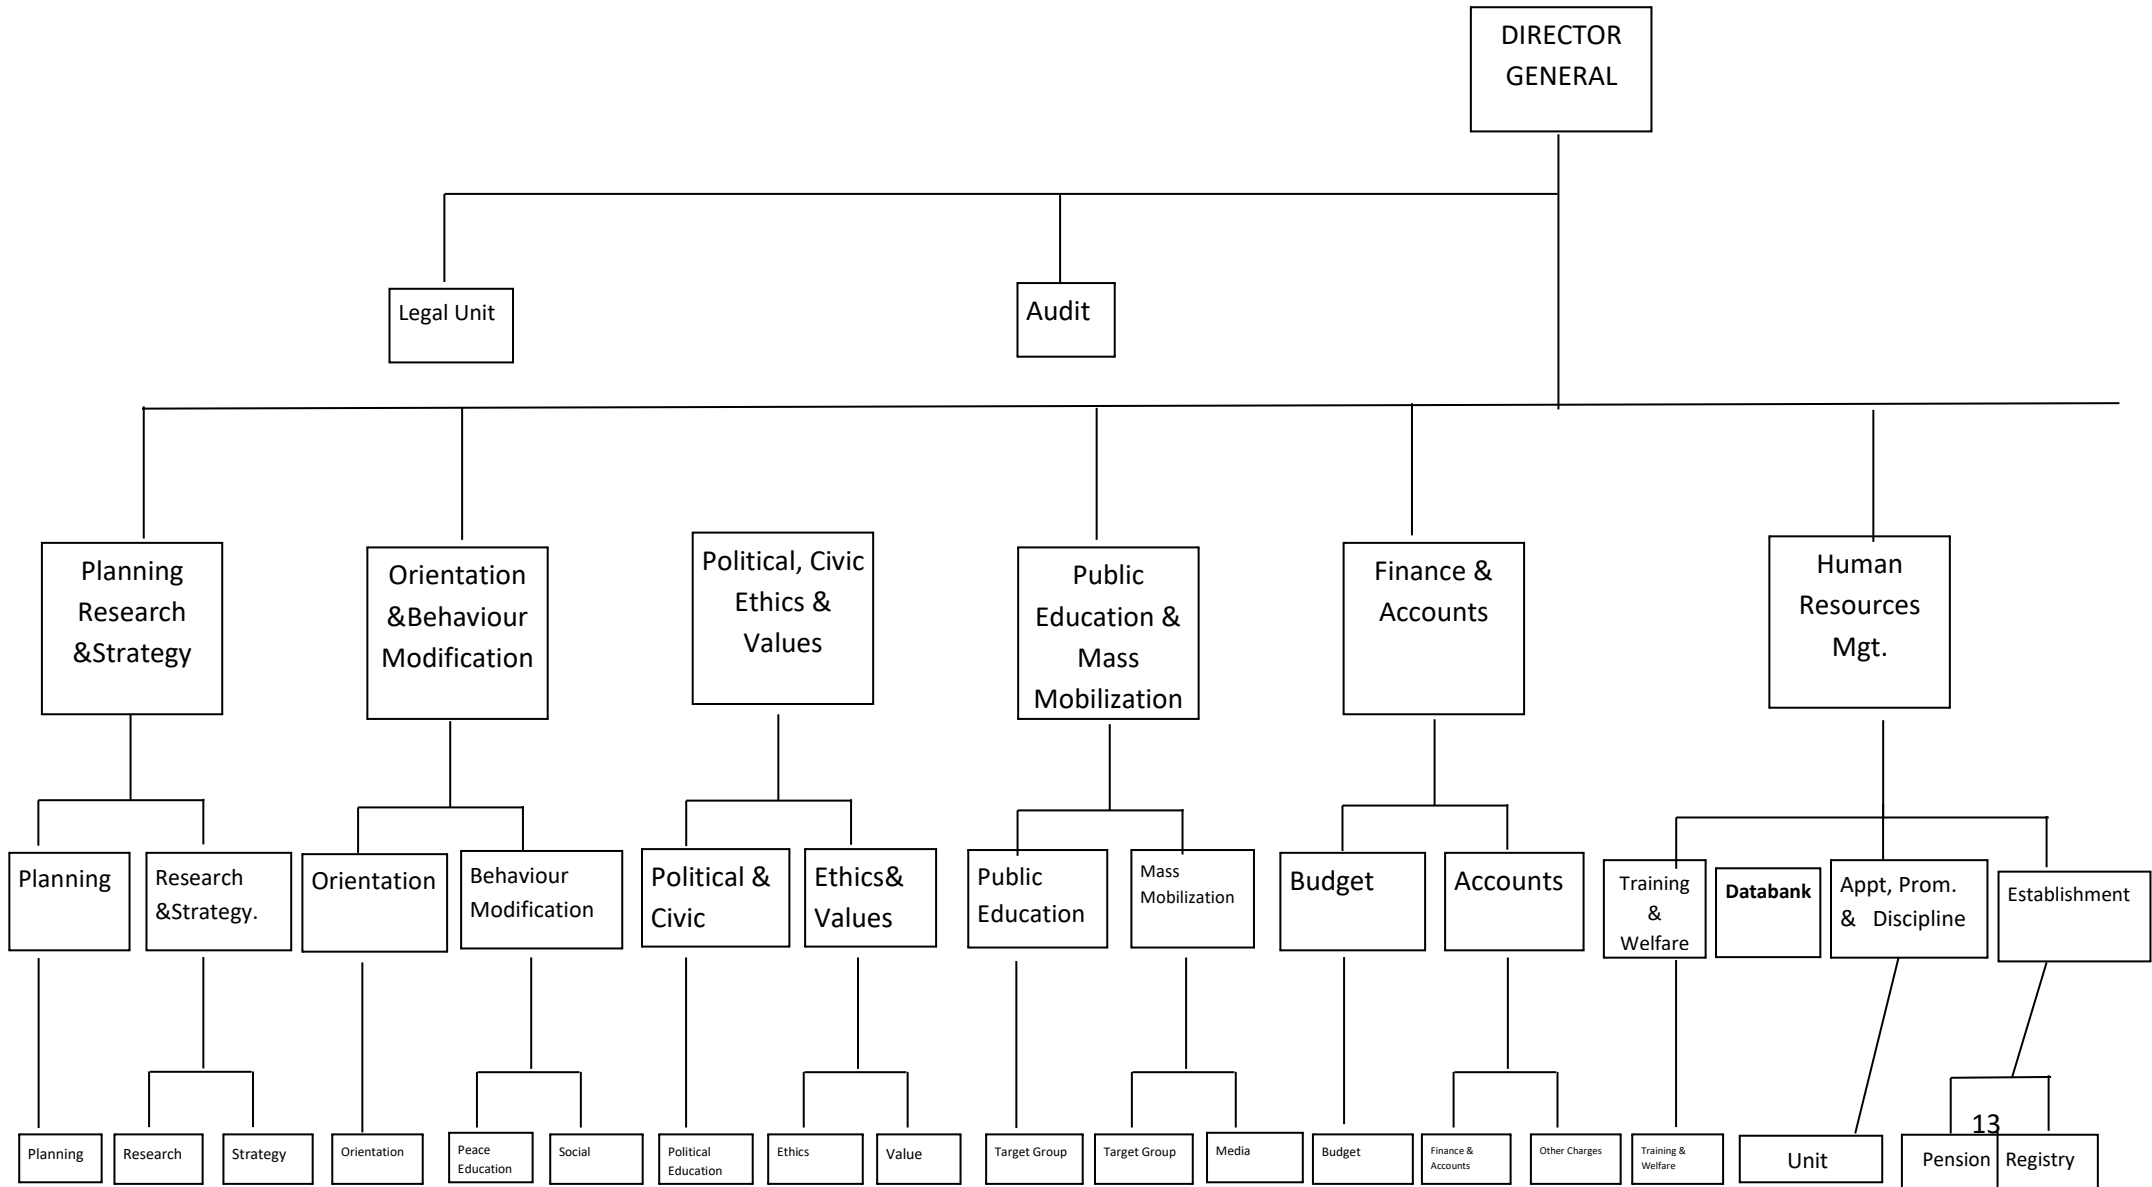 DIRECTOR
GENERAL
Legal Unit
Audit
Planning
Research
&Strategy
Orientation
&Behaviour
Modification
Political, Civic
Ethics &
Values
Public
Education &
Mass
Mobilization
Finance &
Accounts
Human
Resources
Mgt.
Planning
Research
&Strategy.
Orientation
Behaviour
Modification
Political &
Civic
Ethics&
Values
Public
Education
Mass
Mobilization
Budget
Accounts
Training
&
Welfare
Databank
Appt, Prom.
& Discipline
Establishment
13
Planning
Research
Strategy
Orientation
Peace
Education
Social
Political
Education
Ethics
Value
Target Group
Target Group
Media
Budget
Finance &
Accounts
Other Charges
Training &
Welfare
Unit
Pension
Registry